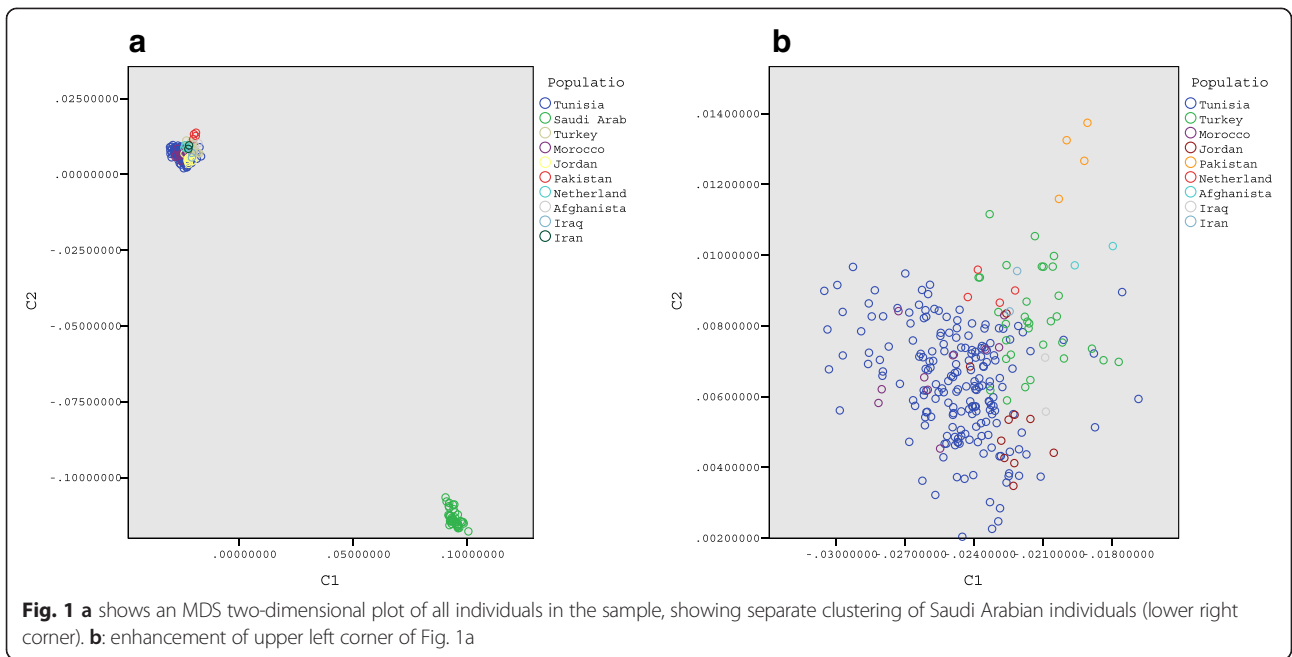 a
Populatio
Tunisia
Saudi Arab
Turkey
Morocco
Jordan
Pakistan
Netherland
Afghanista
Iraq
Iran
.02500000
.00000000
-.02500000
-.05000000
-.07500000
-.10000000
C2
.00000000
.05000000
.10000000
C1
b
Populatio
Tunisia
Turkey
Morocco
Jordan
Pakistan
Netherland
Afghanista
Iraq
Iran
.01400000
.01200000
.01000000
.00800000
.00600000
.00400000
.00200000
C2
-.03000000
-.02700000
-.02400000
-.02100000
-.01800000
C1
Fig. 1 a shows an MDS two-dimensional plot of all individuals in the sample, showing separate clustering of Saudi Arabian individuals (lower right
corner). b: enhancement of upper left corner of Fig. 1a